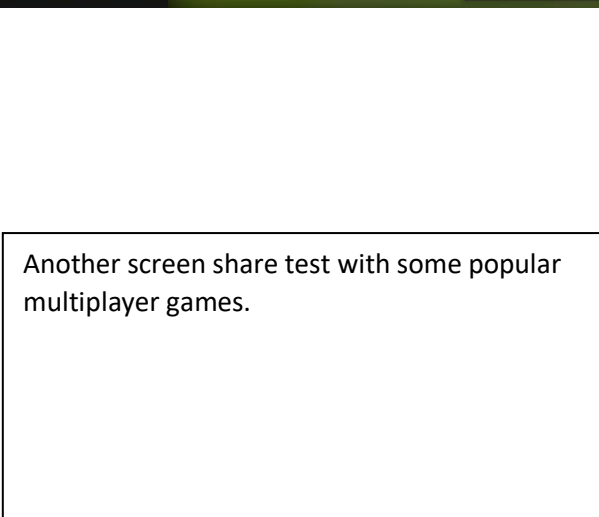 Another screen share test with some popular
multiplayer games.